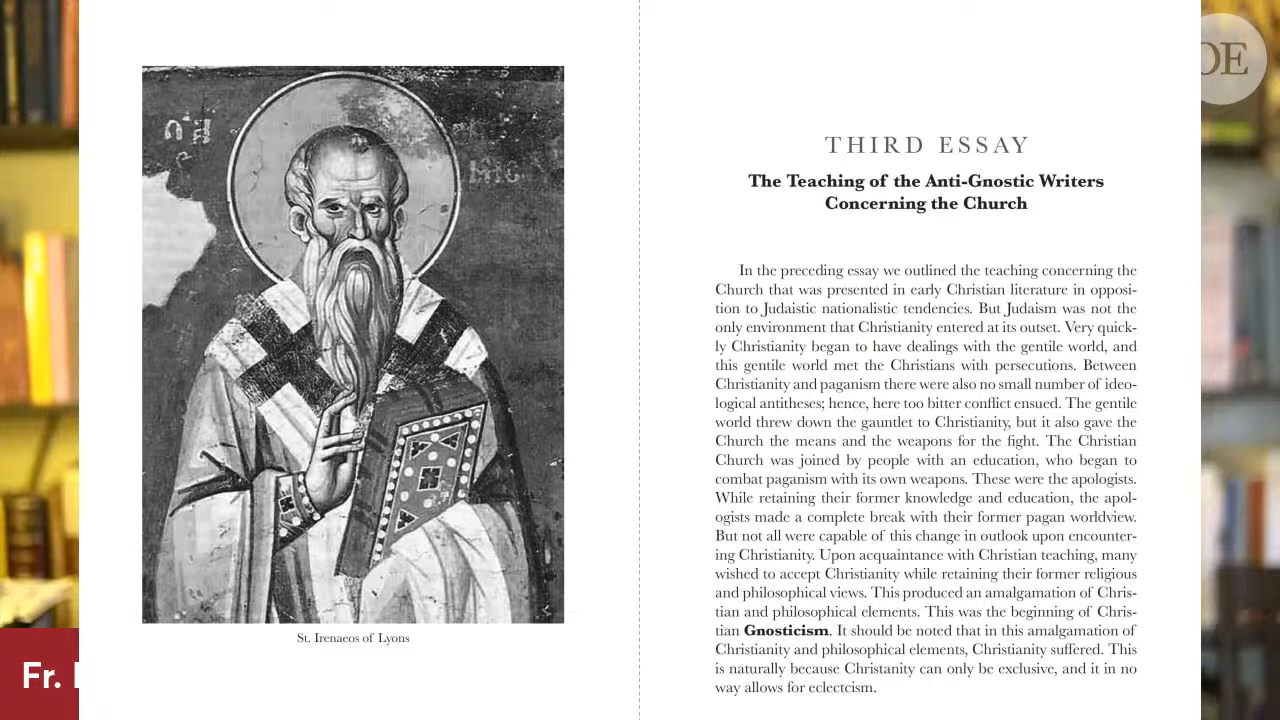 St. Irenaeos of Lyons
THIRD ESSAY
The Teaching of the Anti-Gnostic Writers
Concerning the Church
In the preceding essay we outlined the teaching concerning the
Church that was presented in early Christian literature in opposi-
tion to Judaistic nationalistic tendencies. But Judaism was not the
only environment that Christianity entered at its outset. Very quick-
ly Christianity began to have dealings with the gentile world, and
this gentile world met the Christians with persecutions. Between
Christianity and paganism there were also no small number of ideo-
logical antitheses; hence, here too bitter conflict ensued. The gentile
world threw down the gauntlet to Christianity, but it also gave the
Church the means and the weapons for the fight. The Christian
Church was joined by people with an education, who began to
combat paganism with its own weapons. These were the apologists.
While retaining their former knowledge and education, the apol-
ogists made a complete break with their former pagan worldview.
But not all were capable of this change in outlook upon encounter-
ing Christianity. Upon acquaintance with Christian teaching, many
wished to accept Christianity while retaining their former religious
and philosophical views. This produced an amalgamation of Chris-
tian and philosophical elements. This was the beginning of Chris-
tian Gnosticism. It should be noted that in this amalgamation of
Christianity and philosophical elements, Christianity suffered. This
is naturally because Christanity can only be exclusive, and it in no
way allows for eclectcism.
OE
Fr.